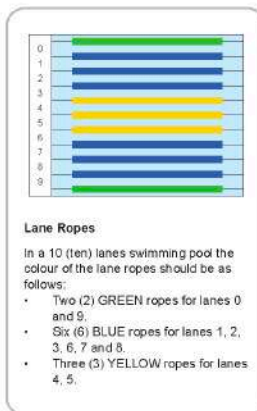 0
1
2
3
4
5
6
7
8
9
Lane Ropes
In a 10 (ten) lanes swimming pool the
colour of the lane ropes should be as
follows:
• Two (2) GREEN ropes for lanes 0
and 9.
• Six (6) BLUE ropes for lanes 1, 2,
3, 6, 7 and 8.
• Three (3) YELLOW ropes for lanes
4, 5.